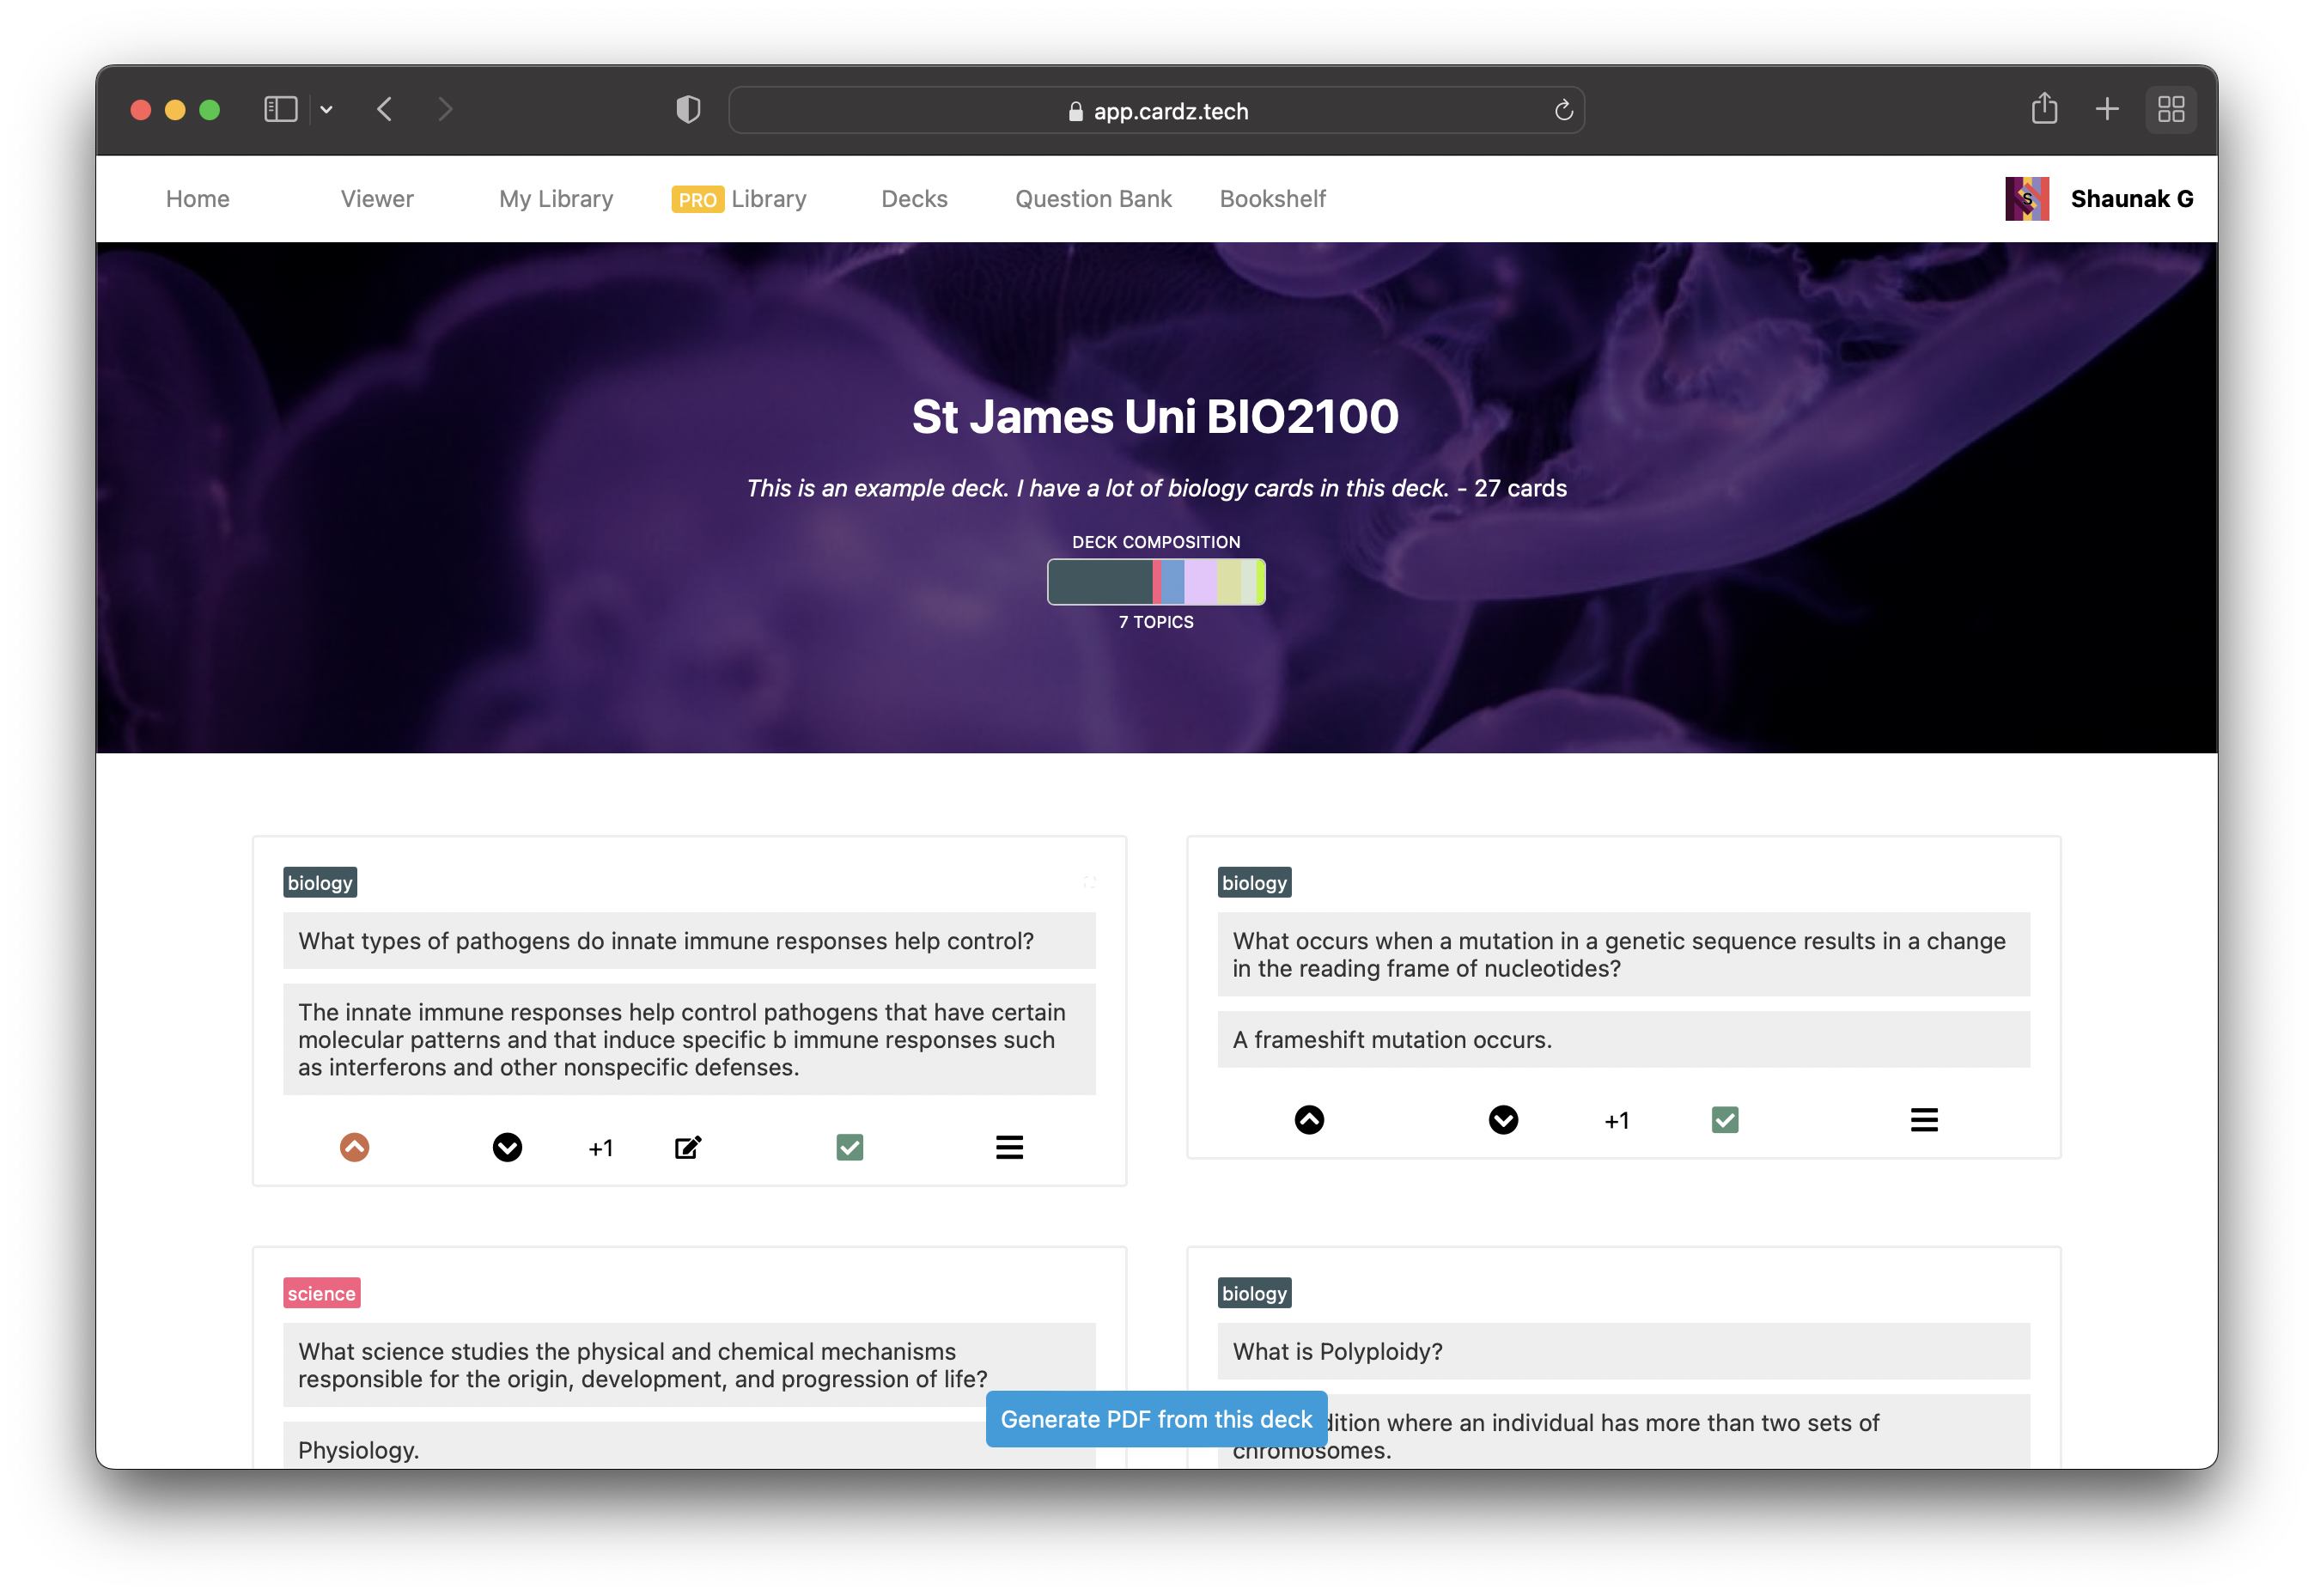 app.cardz.tech
Home Viewer My Library PRO Library Decks Question Bank Bookshelf S Shaunak G
St James Uni BIO2100
This is an example deck. I have a lot of biology cards in this deck. - 27 cards
DECK COMPOSITION
7 TOPICS
biology
What types of pathogens do innate immune responses help control?
The innate immune responses help control pathogens that have certain
molecular patterns and that induce specific b immune responses such
as interferons and other nonspecific defenses.
+1
biology
What occurs when a mutation in a genetic sequence results in a change
in the reading frame of nucleotides?
A frameshift mutation occurs.
+1
science
What science studies the physical and chemical mechanisms
responsible for the origin, development, and progression of life?
Physiology.
biology
What is Polyploidy?
dition where an individual has more than two sets of
chromosomes.
Generate PDF from this deck